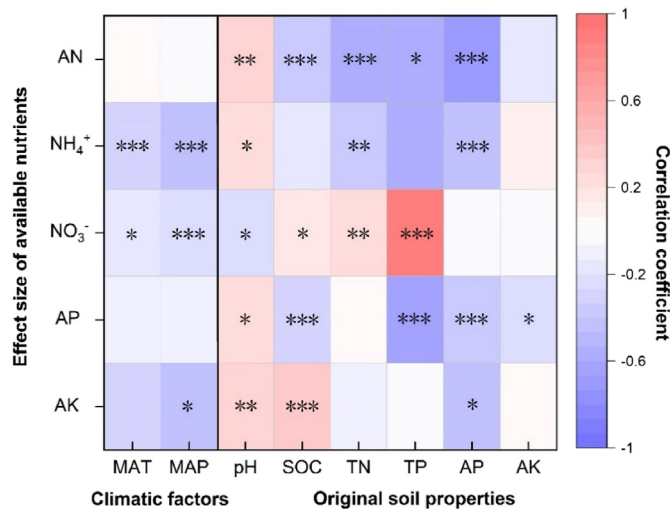 Effect size of available nutrients
AN ** *** *** * ***
NH₄⁺ *** *** * ** ***
NO₃⁻ * *** * * ** ***
AP * *** *** *** *
AK * ** *** *
MAT MAP pH SOC TN TP AP AK
Climatic factors Original soil properties
1
0.6
0.2
-0.2
-0.6
-1
Correlation coefficient